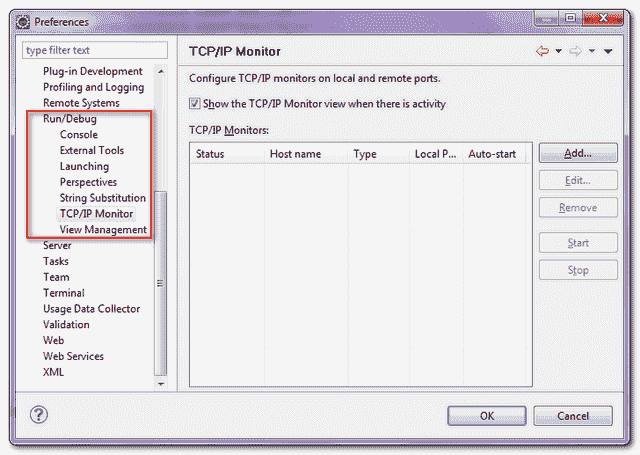 Preferences
type filter text
Plug-in Development
Profiling and Logging
Remote Systems
Run/Debug
Console
External Tools
Launching
Perspectives
String Substitution
TCP/IP Monitor
View Management
Server
Tasks
Team
Terminal
Usage Data Collector
Validation
Web
Web Services
XML
TCP/IP Monitor
Configure TCP/IP monitors on local and remote ports.
Show the TCP/IP Monitor view when there is activity
TCP/IP Monitors:
Status Host name Type Local P... Auto-start
Add...
Edit...
Remove
Start
Stop
?
OK Cancel